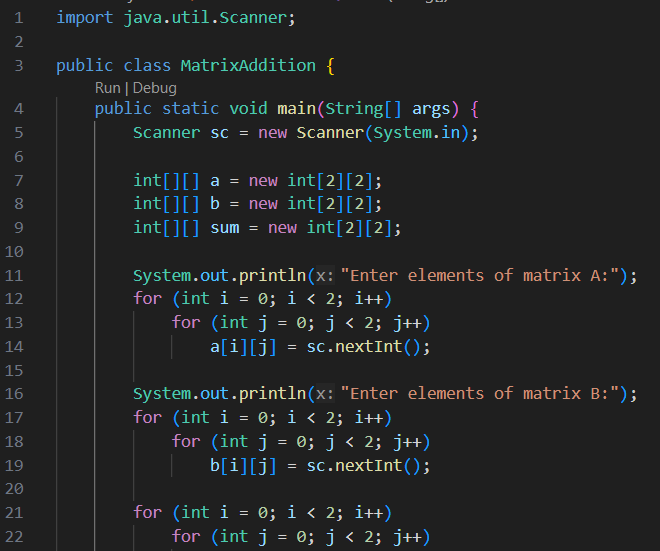 1 import java.util.Scanner;
2
3 public class MatrixAddition {
Run | Debug
4 public static void main(String[] args) {
5 Scanner sc = new Scanner(System.in);
6
7 int[][] a = new int[2][2];
8 int[][] b = new int[2][2];
9 int[][] sum = new int[2][2];
10
11 System.out.println(x: "Enter elements of matrix A:");
12 for (int i = 0; i < 2; i++)
13 for (int j = 0; j < 2; j++)
14 a[i][j] = sc.nextInt();
15
16 System.out.println(x: "Enter elements of matrix B:");
17 for (int i = 0; i < 2; i++)
18 for (int j = 0; j < 2; j++)
19 b[i][j] = sc.nextInt();
20
21 for (int i = 0; i < 2; i++)
22 for (int j = 0; j < 2; j++)